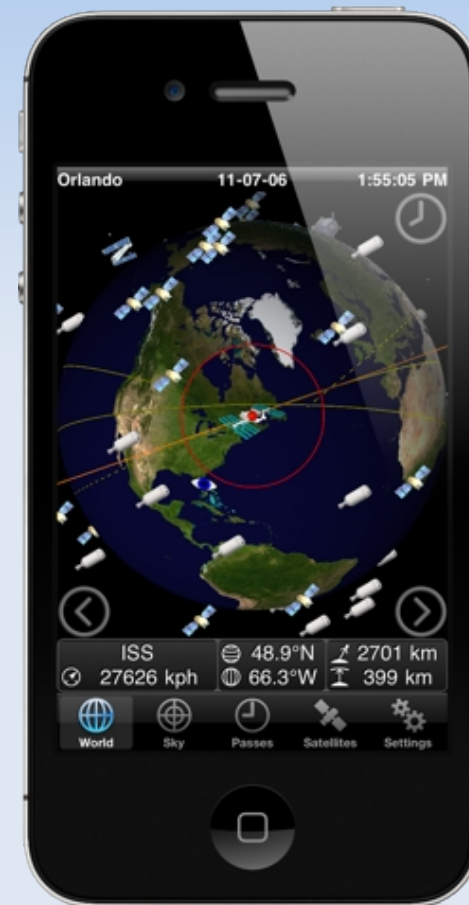 Orlando 11-07-06 1:55:05 PM
ISS 48.9°N 2701 km
27626 kph 66.3°W 399 km
World Sky Passes Satellites Settings